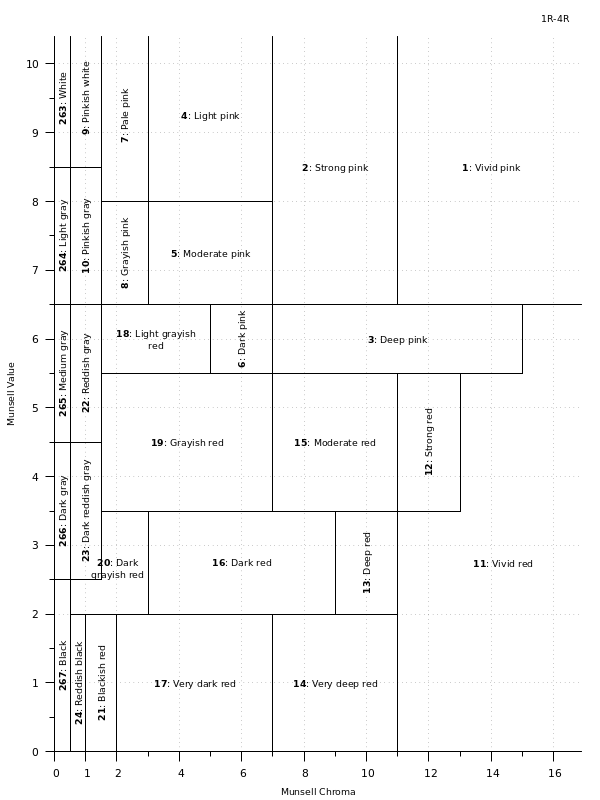 1R-4R
10
9
8
7
6
5
4
3
2
1
0
Munsell Value
263: White
9: Pinkish white
7: Pale pink
4: Light pink
2: Strong pink
1: Vivid pink
264: Light gray
10: Pinkish gray
8: Grayish pink
5: Moderate pink
265: Medium gray
22: Reddish gray
18: Light grayish
red
6: Dark pink
3: Deep pink
19: Grayish red
15: Moderate red
12: Strong red
266: Dark gray
23: Dark reddish gray
20: Dark
grayish red
16: Dark red
13: Deep red
11: Vivid red
267: Black
24: Reddish black
21: Blackish red
17: Very dark red
14: Very deep red
0 1 2 4 6 8 10 12 14 16
Munsell Chroma